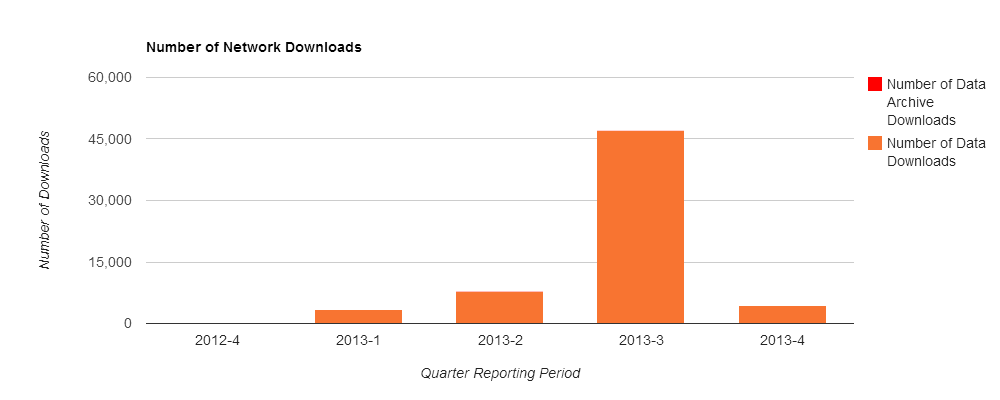 Number of Network Downloads
60,000
45,000
30,000
15,000
0
Number of Downloads
2012-4
2013-1
2013-2
2013-3
2013-4
Quarter Reporting Period
Number of Data
Archive
Downloads
Number of Data
Downloads